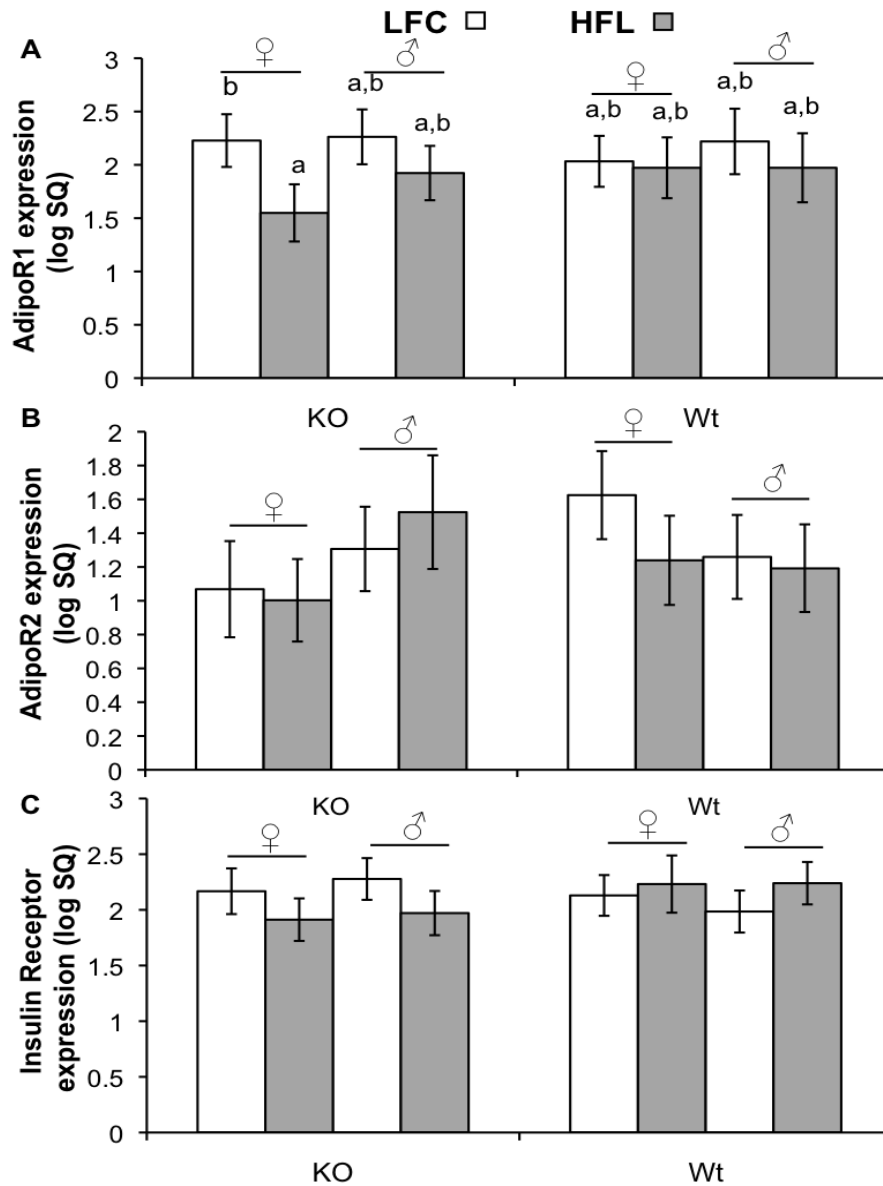 LFC HFL
A
♀ ♂ ♀ ♂
b a a,b a,b a,b a,b a,b a,b
AdipoR1 expression
(log SQ)
3
2.5
2
1.5
1
0.5
0
KO Wt
B
♀ ♂ ♀ ♂
AdipoR2 expression
(log SQ)
2
1.8
1.6
1.4
1.2
1
0.8
0.6
0.4
0.2
0
KO Wt
C
♀ ♂ ♀ ♂
Insulin Receptor
expression (log SQ)
3
2.5
2
1.5
1
0.5
0
KO Wt